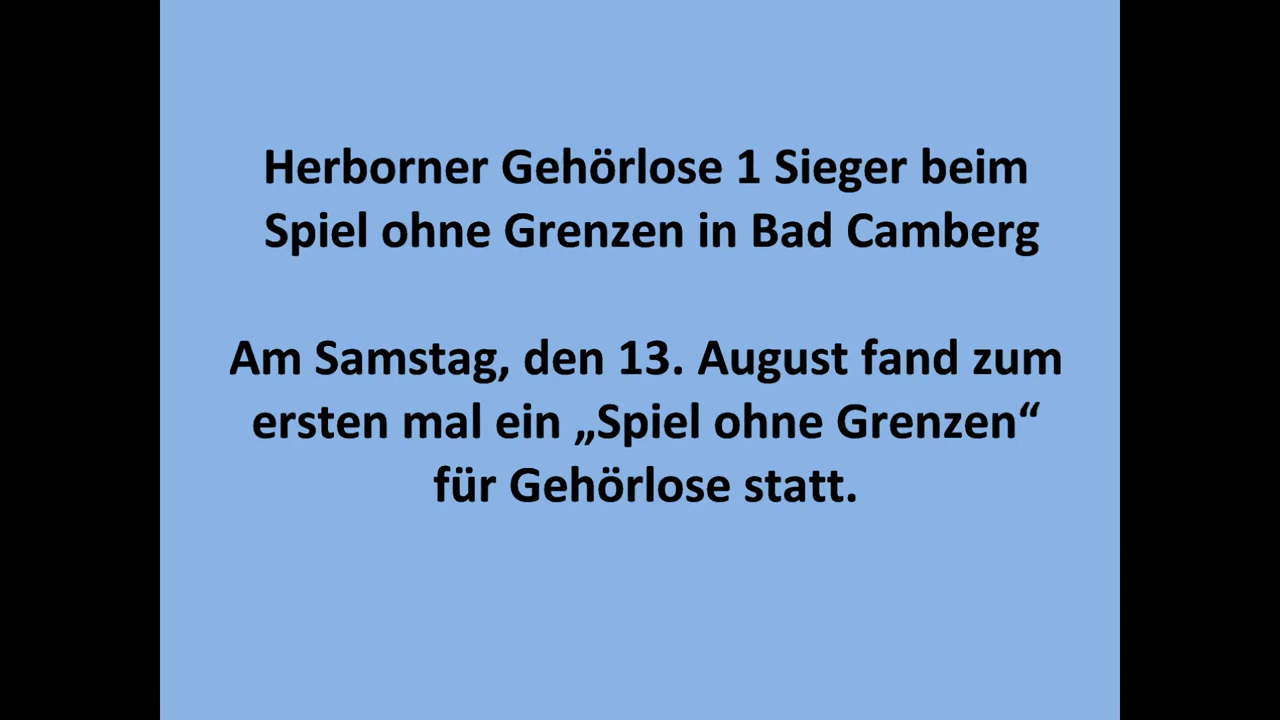 Herborner Gehörlose 1 Sieger beim
Spiel ohne Grenzen in Bad Camberg
Am Samstag, den 13. August fand zum
ersten mal ein „Spiel ohne Grenzen“
für Gehörlose statt.